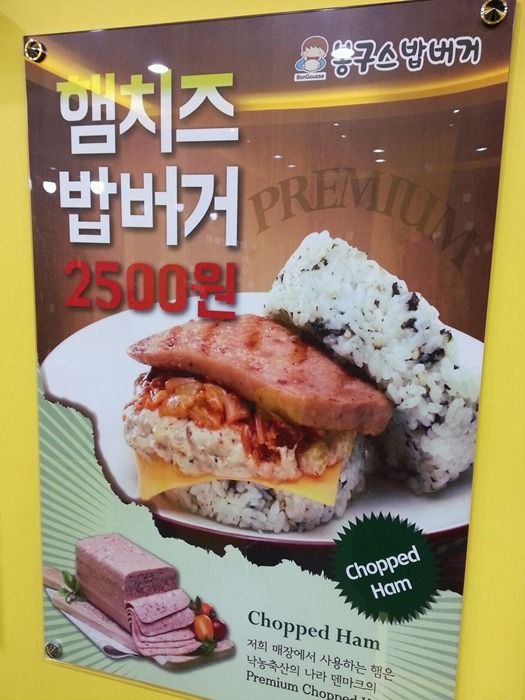 BonGousse
봉구스밥버거
햄치즈
밥버거
2500원
PREMIUM
Chopped
Ham
Chopped Ham
저희 매장에서 사용하는 햄은
낙농축산의 나라 덴마크의
Premium Chopped